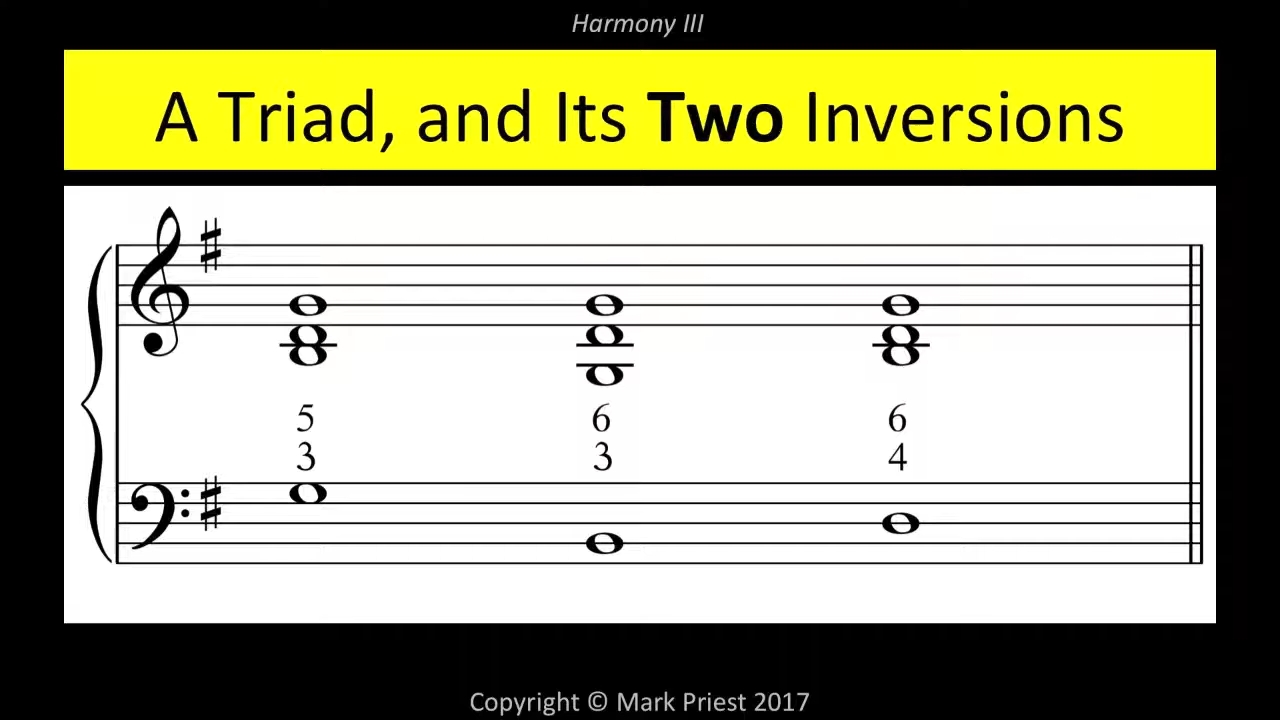 Harmony III
A Triad, and Its Two Inversions
5 6 6
3 3 4
Copyright © Mark Priest 2017